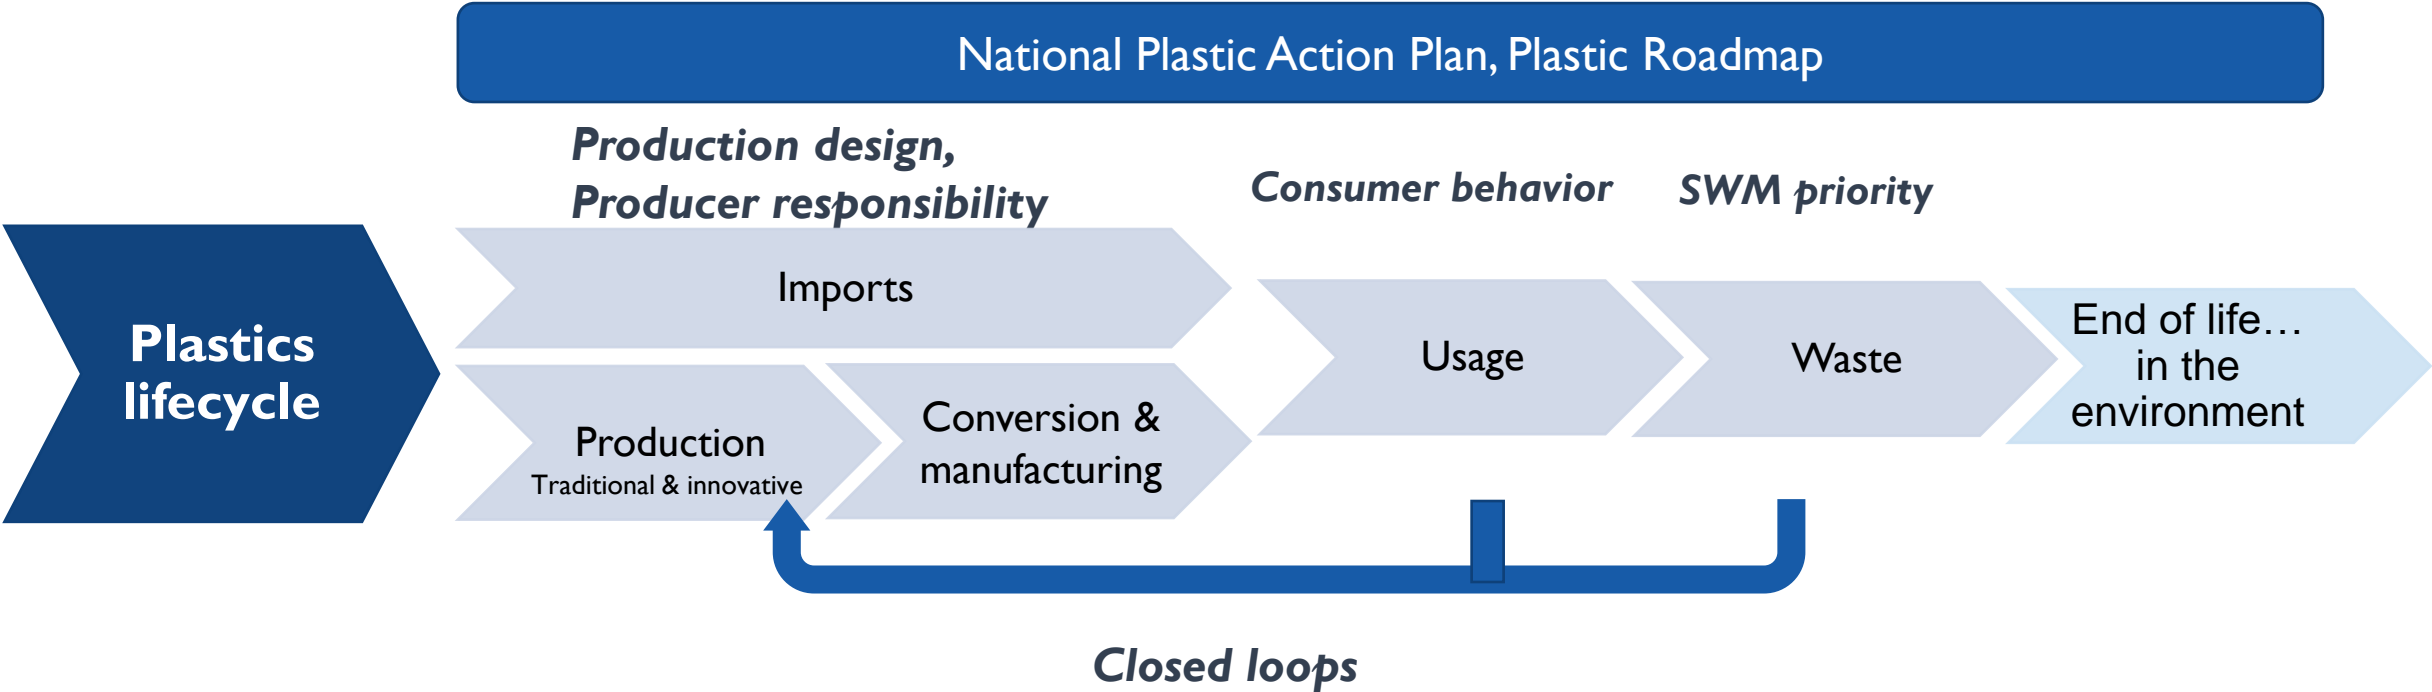 National Plastic Action Plan, Plastic Roadmap
Production design,
Producer responsibility
Consumer behavior
SWM priority
Plastics
lifecycle
Imports
Production
Traditional & innovative
Conversion &
manufacturing
Usage
Waste
End of life…
in the
environment
Closed loops